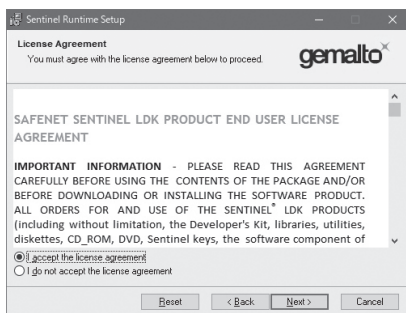 Sentinel Runtime Setup
License Agreement
You must agree with the license agreement below to proceed.
gemalto
SAFENET SENTINEL LDK PRODUCT END USER LICENSE
AGREEMENT
IMPORTANT INFORMATION - PLEASE READ THIS AGREEMENT
CAREFULLY BEFORE USING THE CONTENTS OF THE PACKAGE AND/OR
BEFORE DOWNLOADING OR INSTALLING THE SOFTWARE PRODUCT.
ALL ORDERS FOR AND USE OF THE SENTINEL® LDK PRODUCTS
(including without limitation, the Developer's Kit, libraries, utilities,
diskettes, CD_ROM, DVD, Sentinel keys, the software component of
I accept the license agreement
I do not accept the license agreement
Reset < Back Next > Cancel